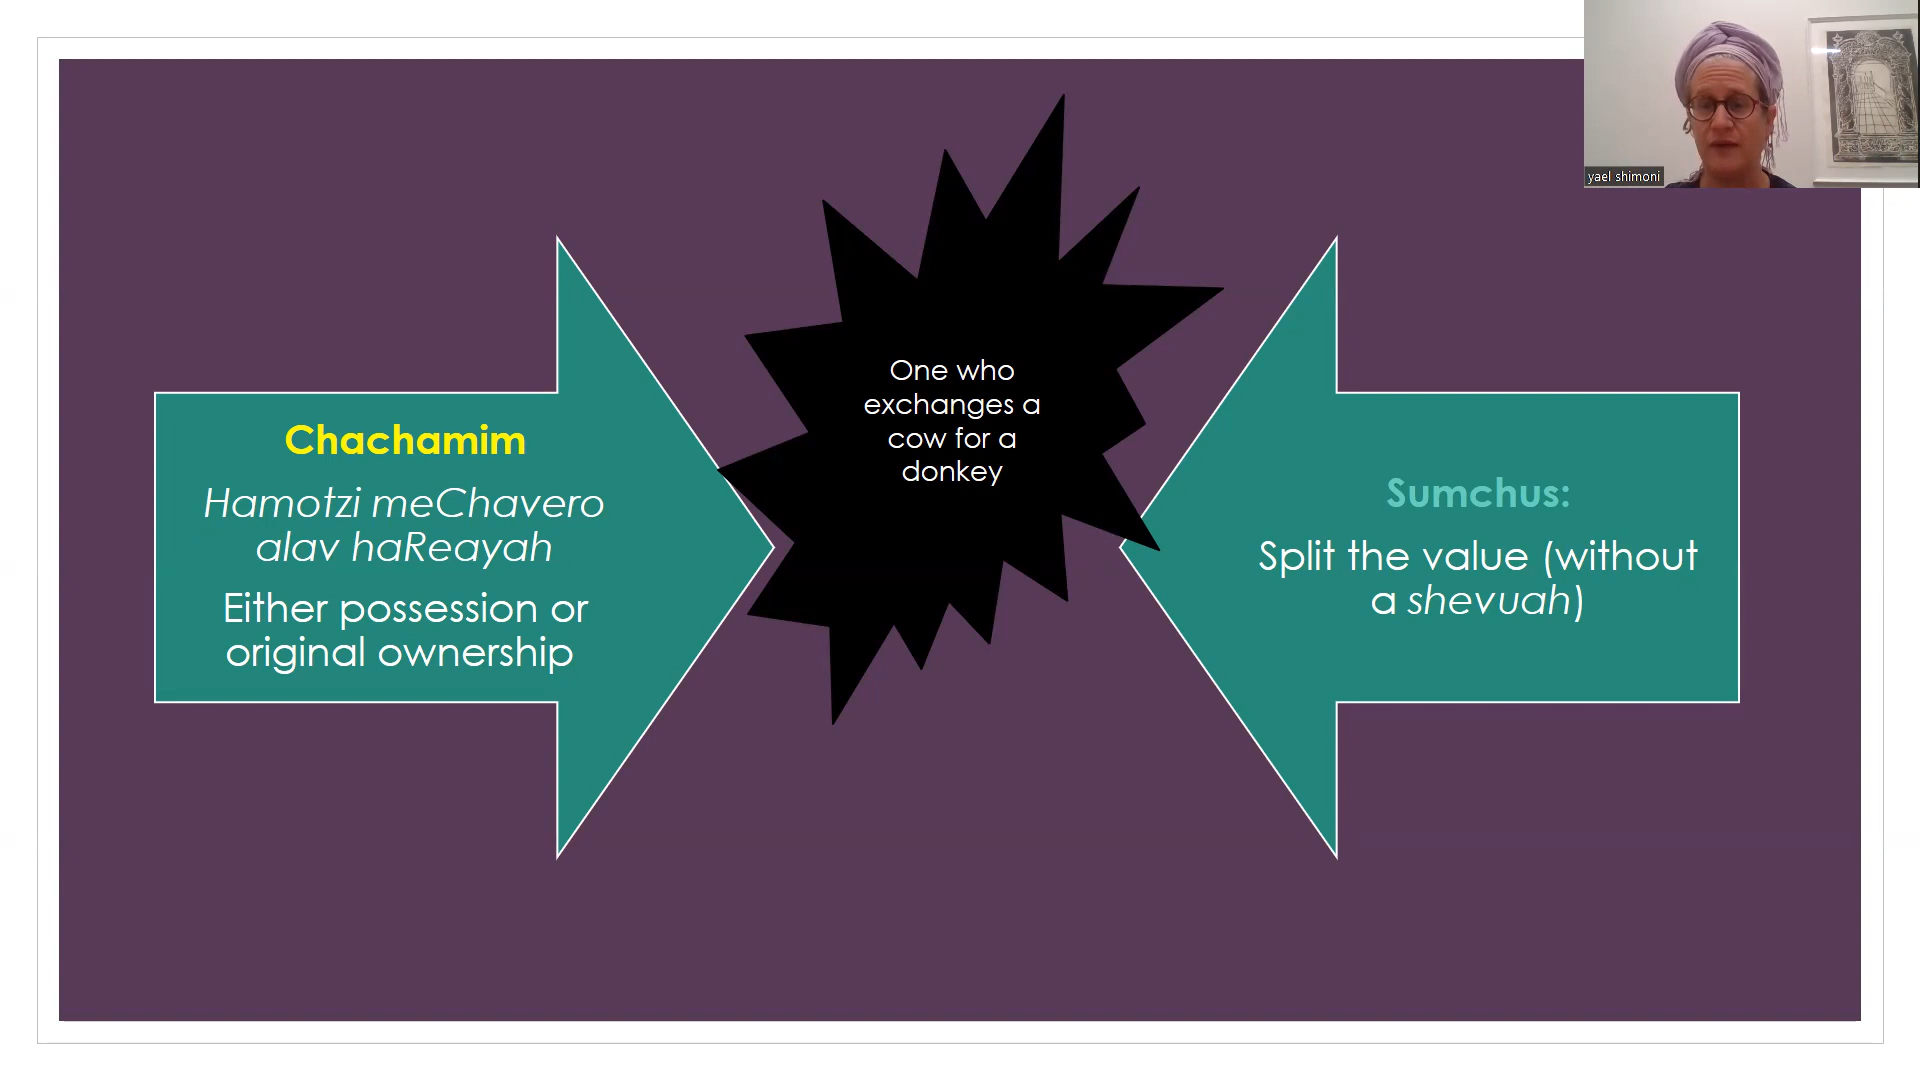 yael shimoni
One who
exchanges a
cow for a
donkey
Chachamim
Hamotzi meChavero
alav haReayah
Either possession or
original ownership
Sumchus:
Split the value (without
a shevuah)